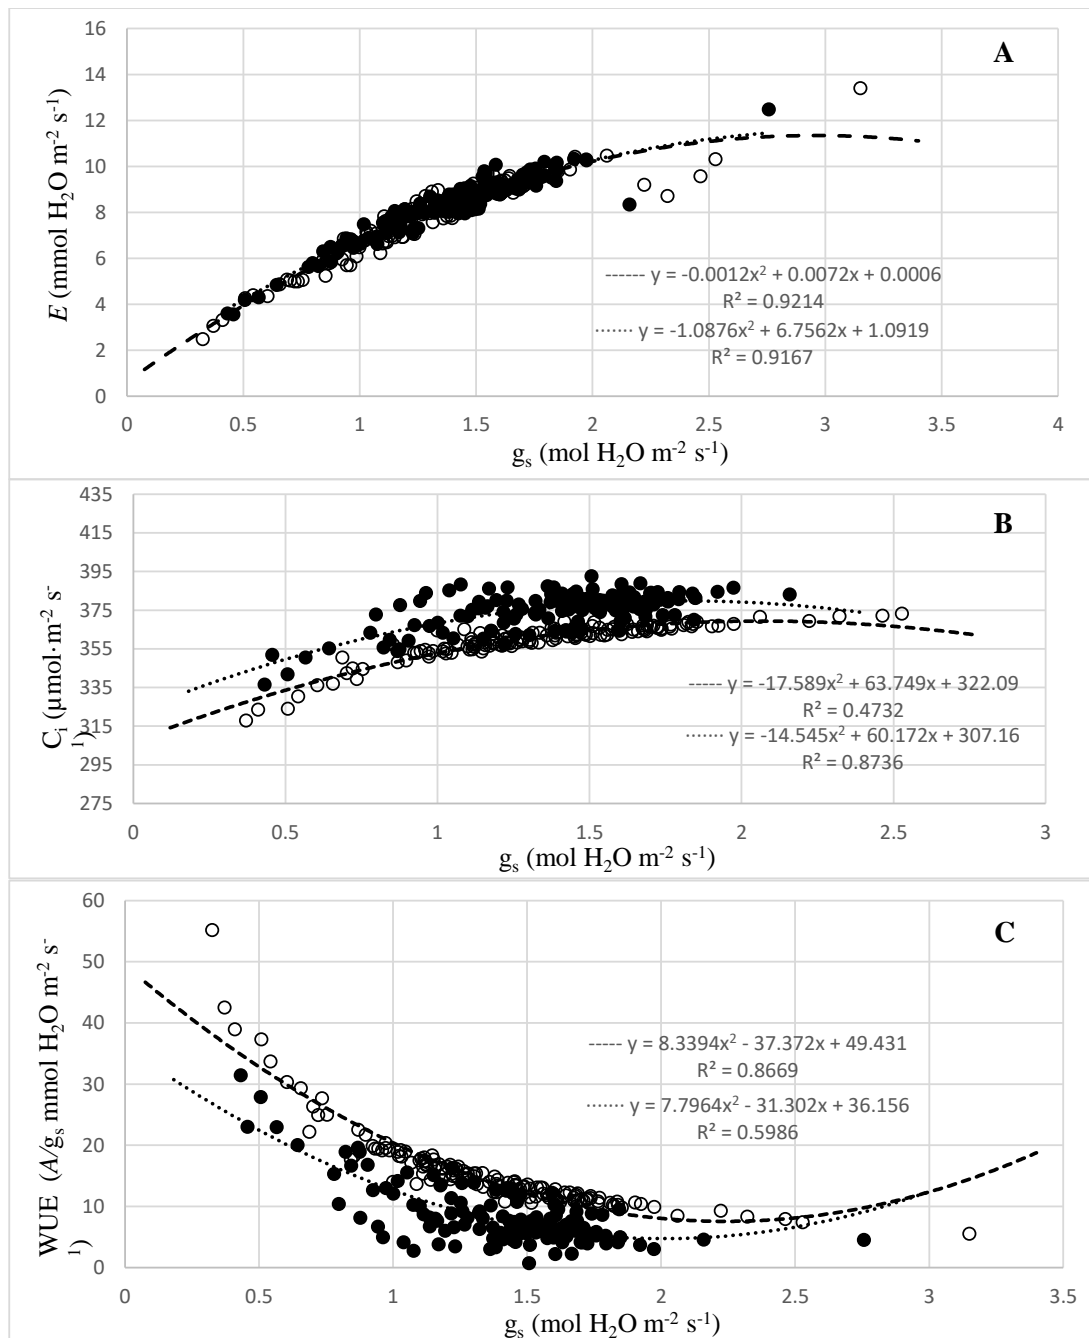 A
16
14
12
10
8
6
4
2
0
E (mmol H₂O m⁻² s⁻¹)
------ y = -0.0012x² + 0.0072x + 0.0006
R² = 0.9214
······· y = -1.0876x² + 6.7562x + 1.0919
R² = 0.9167
0 0.5 1 1.5 2 2.5 3 3.5 4
gₛ (mol H₂O m⁻² s⁻¹)
B
435
415
395
375
355
335
315
295
275
Cᵢ (µmol·m⁻² s⁻
¹)
----- y = -17.589x² + 63.749x + 322.09
R² = 0.4732
······· y = -14.545x² + 60.172x + 307.16
R² = 0.8736
0 0.5 1 1.5 2 2.5 3
gₛ (mol H₂O m⁻² s⁻¹)
C
60
50
40
30
20
10
0
WUE (A/gₛ mmol H₂O m⁻² s⁻
¹)
----- y = 8.3394x² - 37.372x + 49.431
R² = 0.8669
······· y = 7.7964x² - 31.302x + 36.156
R² = 0.5986
0 0.5 1 1.5 2 2.5 3 3.5
gₛ (mol H₂O m⁻² s⁻¹)